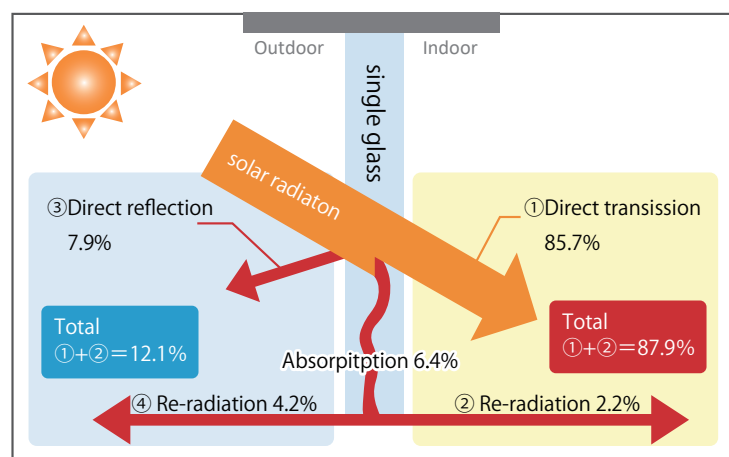 Outdoor
Indoor
single glass
solar radiaton
③Direct reflection
7.9%
①Direct transission
85.7%
Total
①+②＝12.1%
Total
①+②＝87.9%
Absorpitption 6.4%
④ Re-radiation 4.2%
② Re-radiation 2.2%